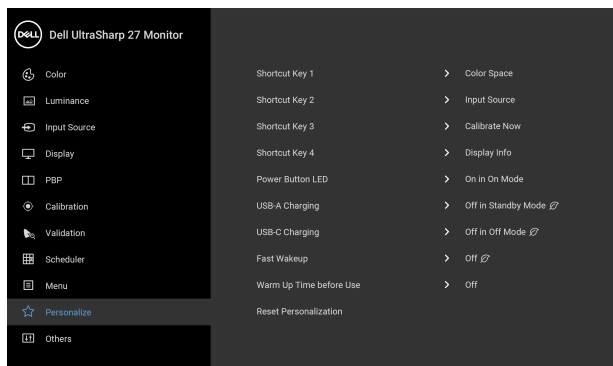 DELL Dell UltraSharp 27 Monitor
Color
Luminance
Input Source
Display
PBP
Calibration
Validation
Scheduler
Menu
Personalize
Others
Shortcut Key 1 Color Space
Shortcut Key 2 Input Source
Shortcut Key 3 Calibrate Now
Shortcut Key 4 Display Info
Power Button LED On in On Mode
USB-A Charging Off in Standby Mode
USB-C Charging Off in Off Mode
Fast Wakeup Off
Warm Up Time before Use Off
Reset Personalization